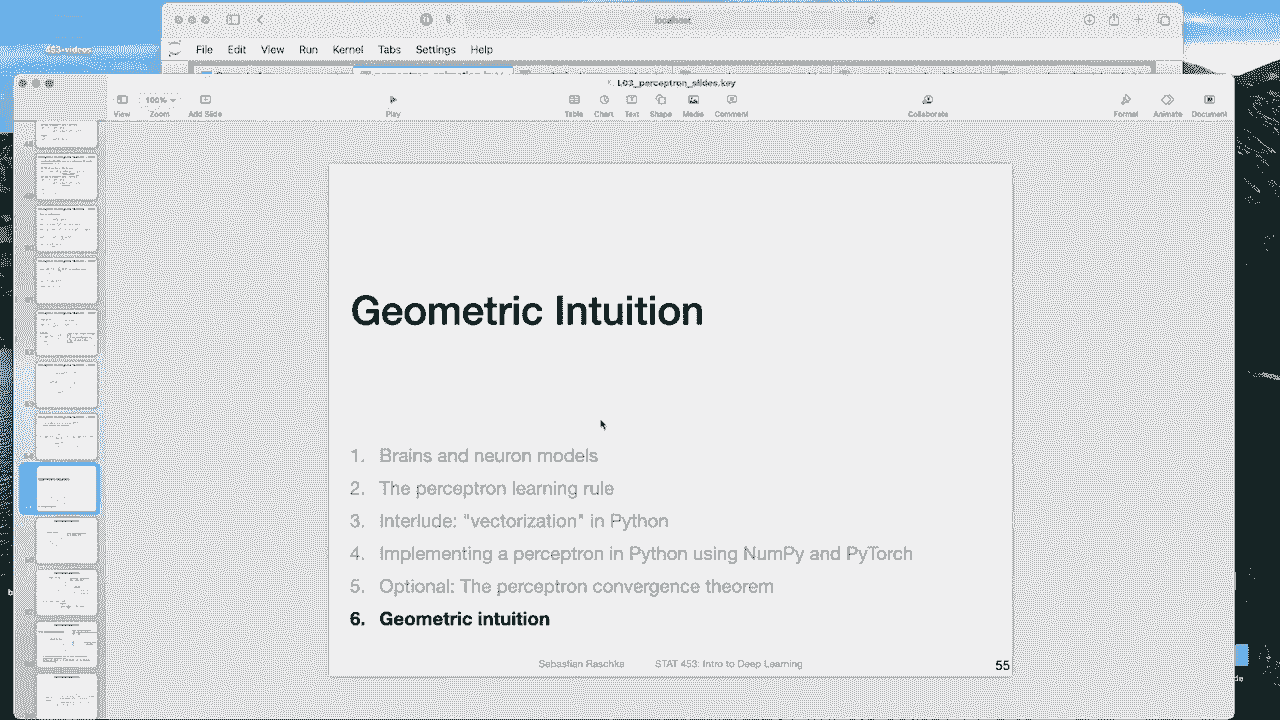 463-videos
localhost
File Edit View Run Kernel Tabs Settings Help
L03_perceptron_slides.key
100%
View Zoom Add Slide Play Table Chart Text Shape Media Comment Collaborate Format Animate Document
Geometric Intuition
1. Brains and neuron models
2. The perceptron learning rule
3. Interlude: "vectorization" in Python
4. Implementing a perceptron in Python using NumPy and PyTorch
5. Optional: The perceptron convergence theorem
6. Geometric intuition
Sebastian Raschka STAT 453: Intro to Deep Learning 55